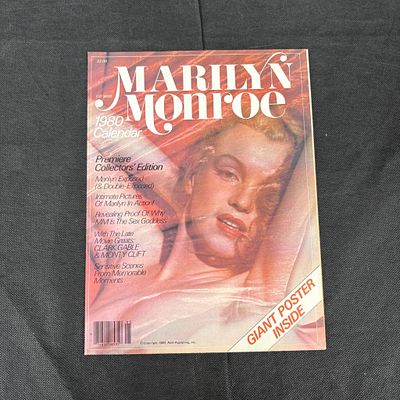 MARILYN
Monroe
1980
Calendar
Premiere
Collectors' Edition
Marilyn Exposed
(& Double-Exposed)
Intimate Pictures
Of Marilyn In Action!
Revealing Proof Of Why
MM Is The Sex Goddess
With The Late
Movie Greats:
CLARK GABLE
& MONTY CLIFT
Sensitive Scenes
From Memorable
Moments
GIANT POSTER
INSIDE